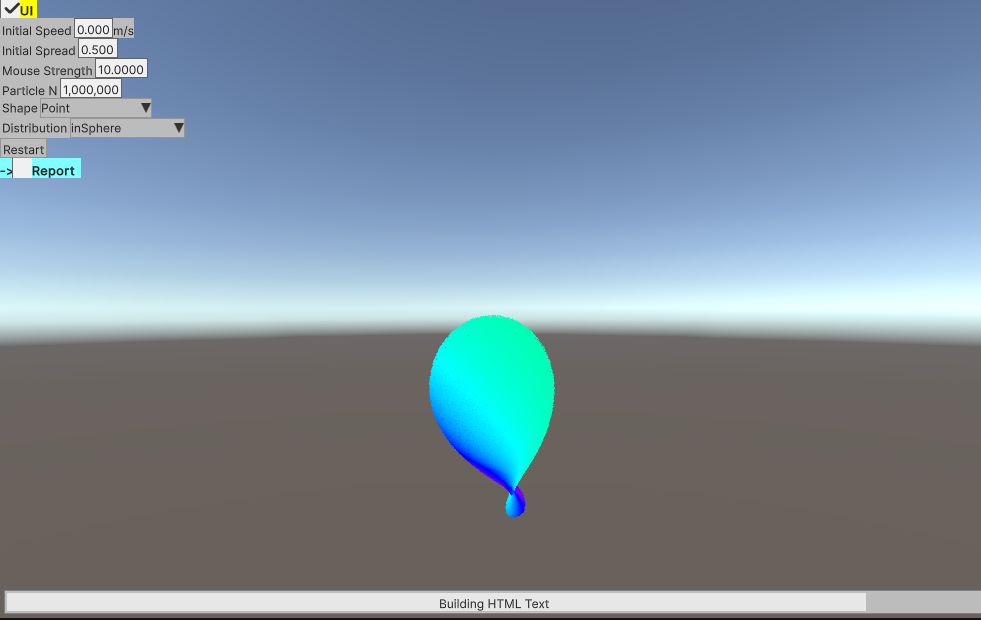 UI
Initial Speed 0.000 m/s
Initial Spread 0.500
Mouse Strength 10.0000
Particle N 1,000,000
Shape Point
Distribution inSphere
Restart
-> Report
Building HTML Text